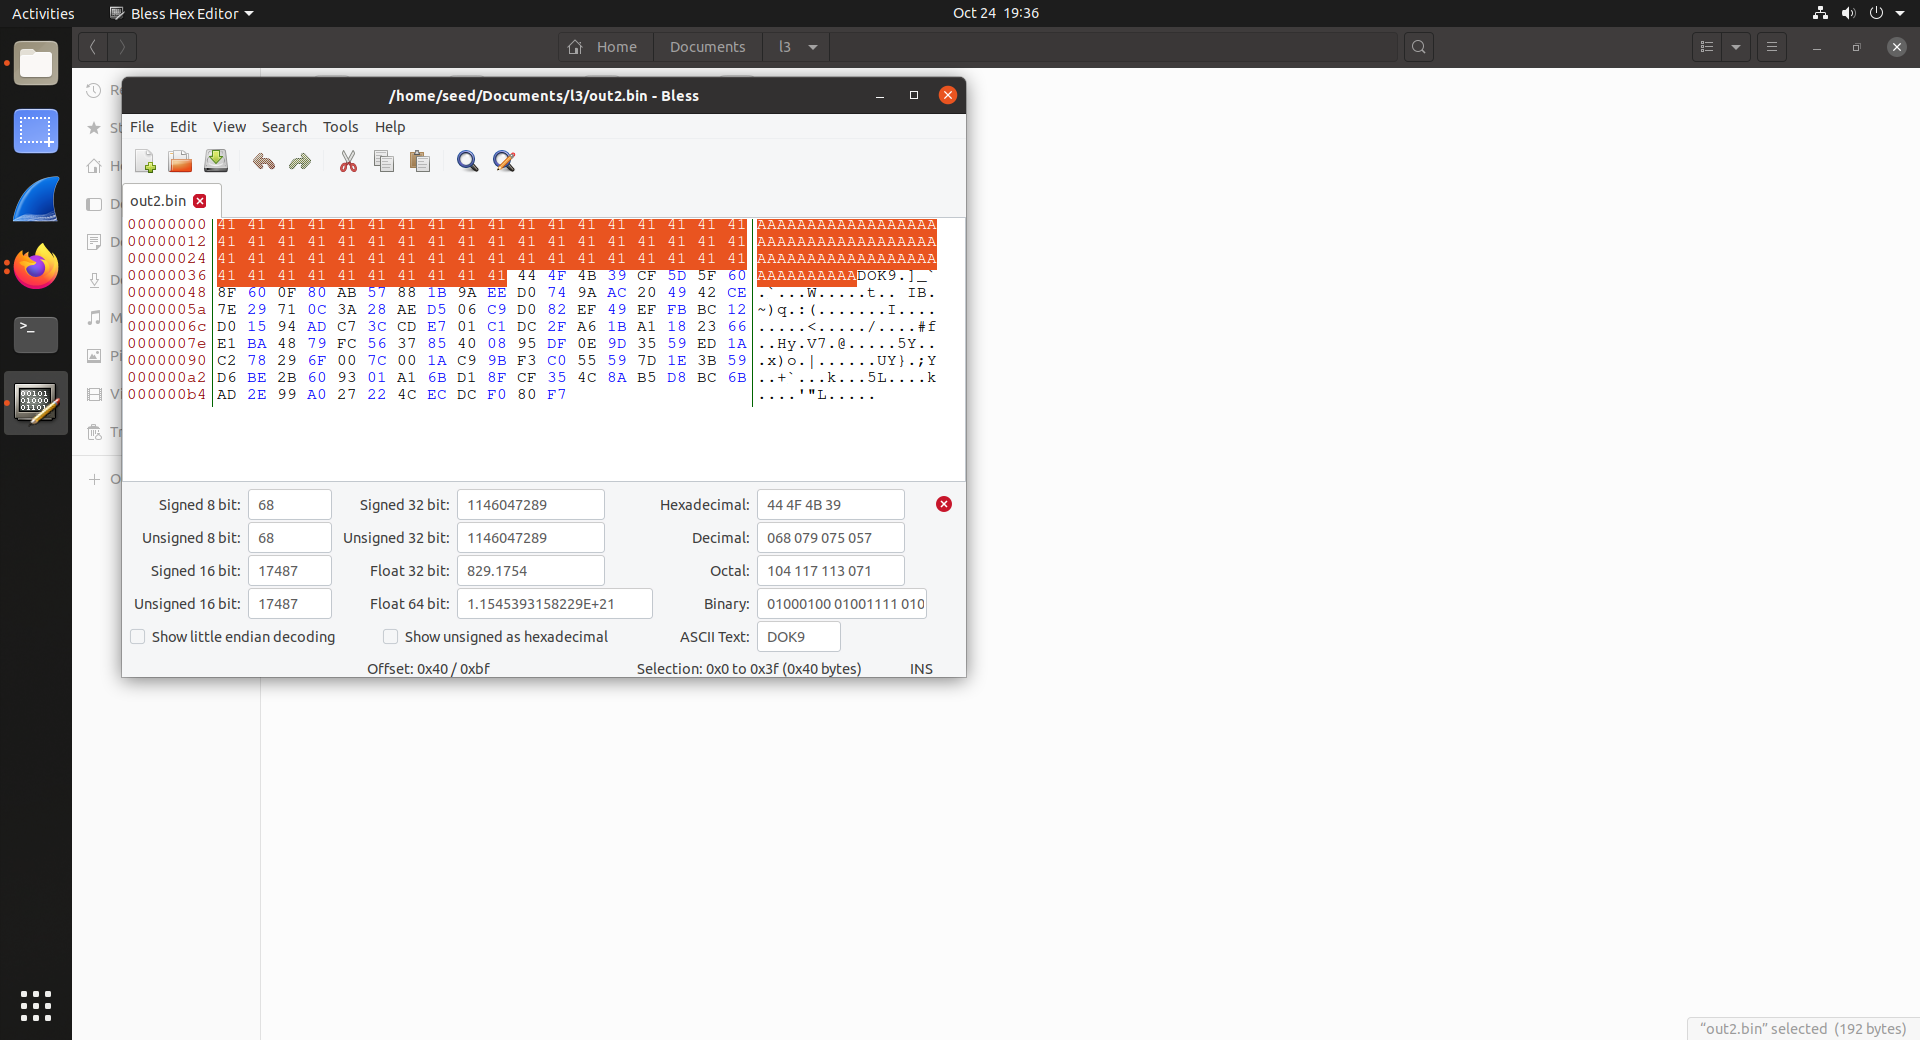 Activities
Bless Hex Editor
Oct 24 19:36
Home
Documents
l3
/home/seed/Documents/l3/out2.bin - Bless
File Edit View Search Tools Help
out2.bin
00000000 41 41 41 41 41 41 41 41 41 41 41 41 41 41 41 41 41 41 AAAAAAAAAAAAAAAAAA
00000012 41 41 41 41 41 41 41 41 41 41 41 41 41 41 41 41 41 41 AAAAAAAAAAAAAAAAAA
00000024 41 41 41 41 41 41 41 41 41 41 41 41 41 41 41 41 41 41 AAAAAAAAAAAAAAAAAA
00000036 41 41 41 41 41 41 41 41 41 41 44 4F 4B 39 CF 5D 5F 60 AAAAAAAAAADOK9.]_`
00000048 8F 60 0F 80 AB 57 88 1B 9A EE D0 74 9A AC 20 49 42 CE .`...W.....t.. IB.
0000005a 7E 29 71 0C 3A 28 AE D5 06 C9 D0 82 EF 49 EF FB BC 12 ~)q.:(.......I....
0000006c D0 15 94 AD C7 3C CD E7 01 C1 DC 2F A6 1B A1 18 23 66 .....<...../....#f
0000007e E1 BA 48 79 FC 56 37 85 40 08 95 DF 0E 9D 35 59 ED 1A ..Hy.V7.@.....5Y..
00000090 C2 78 29 6F 00 7C 00 1A C9 9B F3 C0 55 59 7D 1E 3B 59 .x)o.|......UY}.;Y
000000a2 D6 BE 2B 60 93 01 A1 6B D1 8F CF 35 4C 8A B5 D8 BC 6B ..+`...k...5L....k
000000b4 AD 2E 99 A0 27 22 4C EC DC F0 80 F7 ....'"L.....
Signed 8 bit: 68 Signed 32 bit: 1146047289 Hexadecimal: 44 4F 4B 39
Unsigned 8 bit: 68 Unsigned 32 bit: 1146047289 Decimal: 068 079 075 057
Signed 16 bit: 17487 Float 32 bit: 829.1754 Octal: 104 117 113 071
Unsigned 16 bit: 17487 Float 64 bit: 1.1545393158229E+21 Binary: 01000100 01001111 010
Show little endian decoding Show unsigned as hexadecimal ASCII Text: DOK9
Offset: 0x40 / 0xbf Selection: 0x0 to 0x3f (0x40 bytes) INS
“out2.bin” selected (192 bytes)